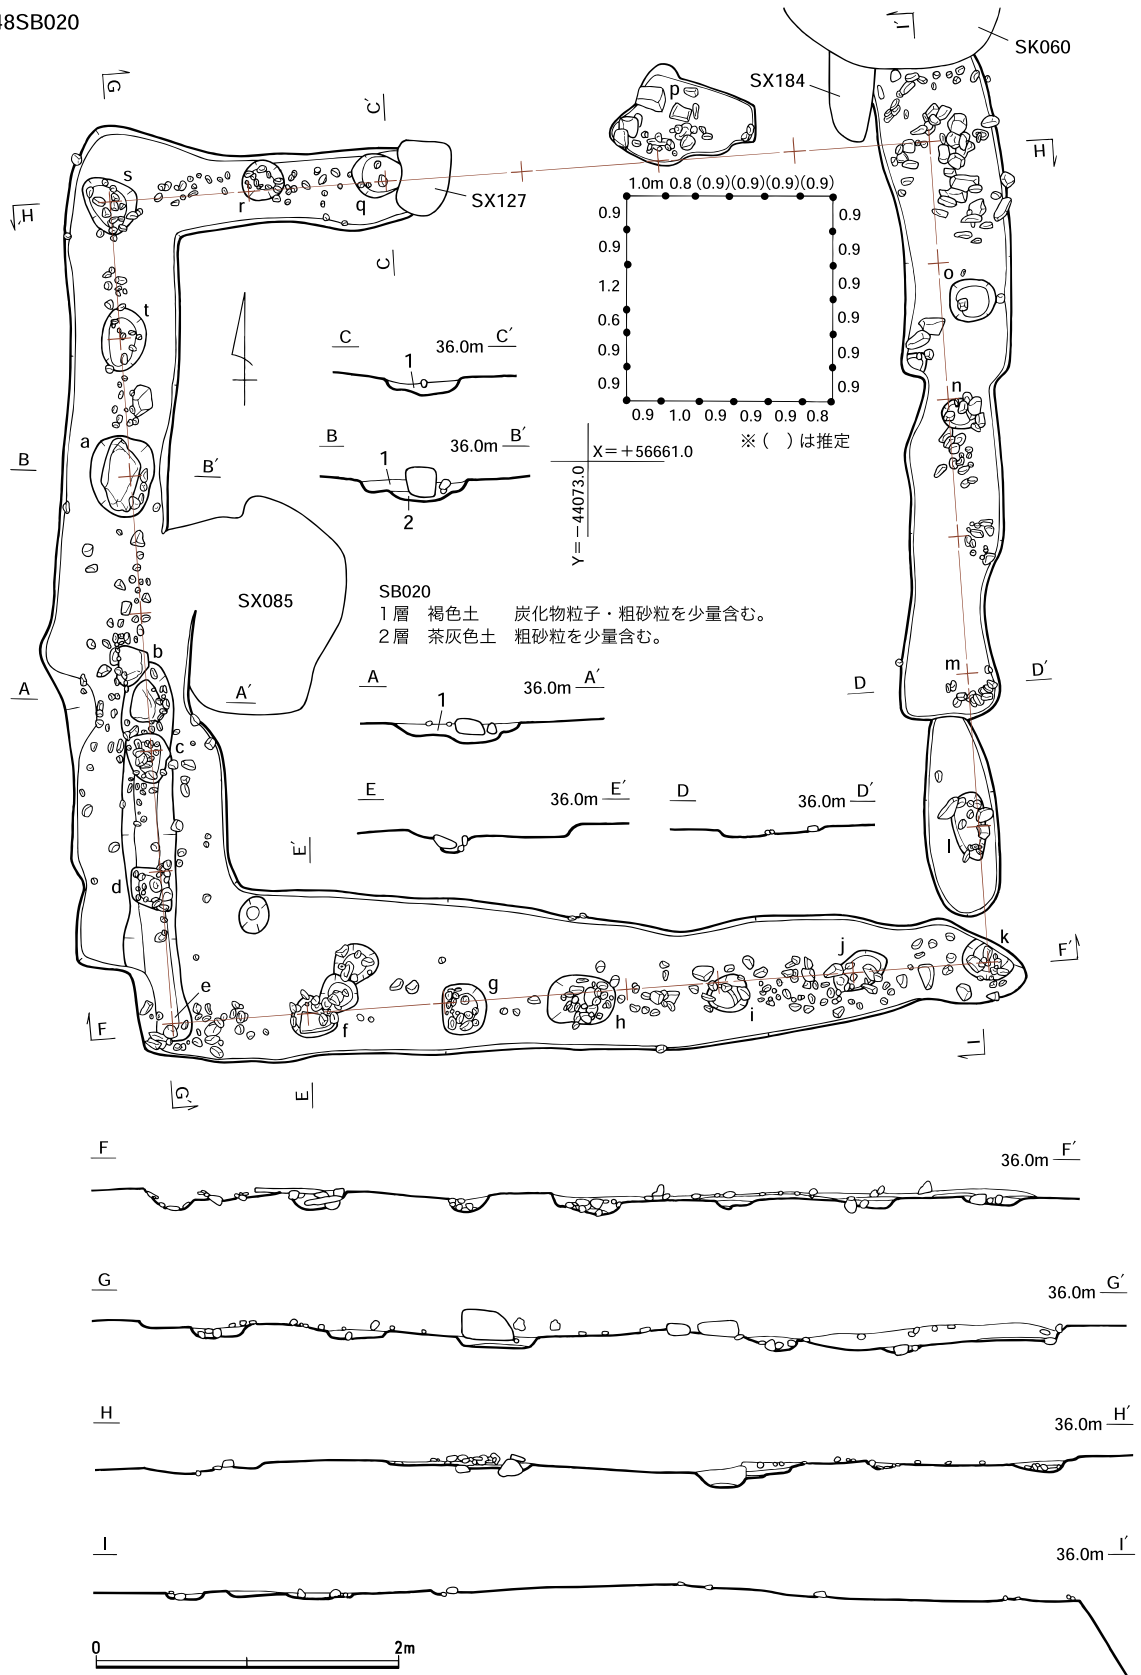 48SB020
I′
SK060
SX184
G
C′
p
H
s
r
q
SX127
H′
1.0m 0.8 (0.9)(0.9)(0.9)(0.9)
0.9 0.9
0.9 0.9
1.2 0.9
0.6 0.9
0.9 0.9
0.9 0.9
0.9 1.0 0.9 0.9 0.9 0.8
※（　）は推定
C
o
t
C 36.0m C′
1
n
a
B B′
B 36.0m B′
1
2
X=+56661.0
Y=-44073.0
SX085
SB020
1層　褐色土　炭化物粒子・粗砂粒を少量含む。
2層　茶灰色土　粗砂粒を少量含む。
b
m
A A′
A 36.0m A′
1
D D′
c
E 36.0m E′
D 36.0m D′
E′
l
d
j
k
F′
e
g
f
h
i
F
I
G′
E
F 36.0m F′
G 36.0m G′
H 36.0m H′
I 36.0m I′
0 2m